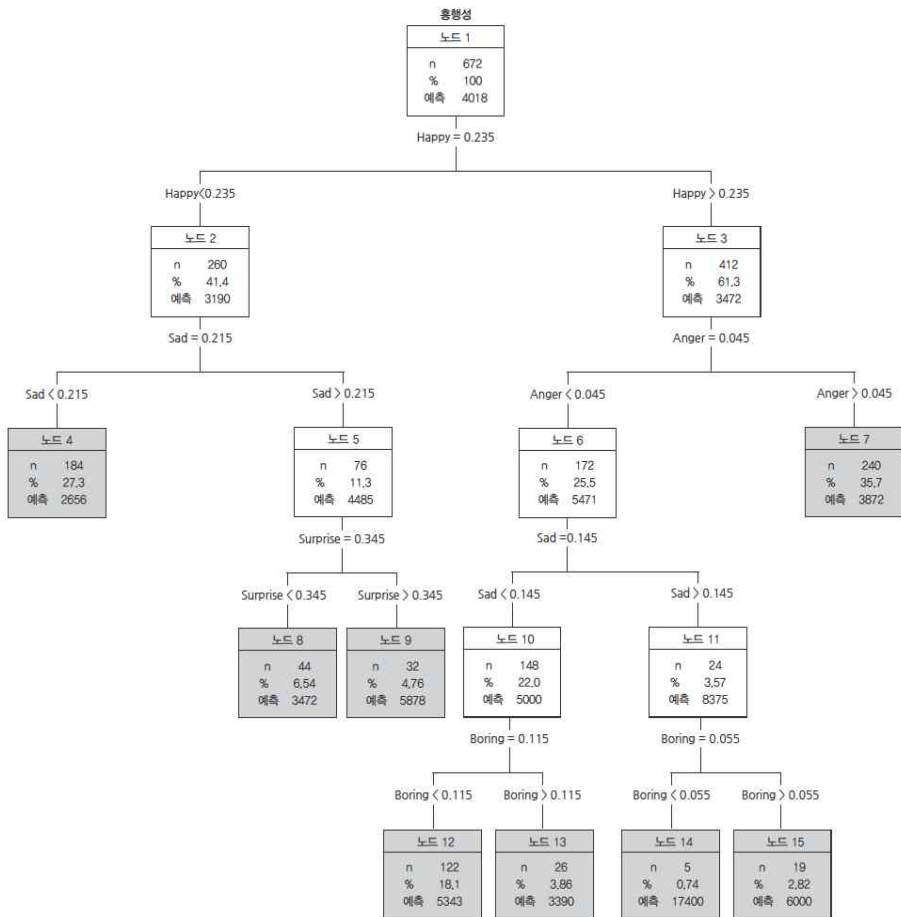 흥행성
노드 1
n 672
% 100
예측 4018
Happy = 0.235
Happy〈0.235
Happy 〉0.235
노드 2
n 260
% 41.4
예측 3190
노드 3
n 412
% 61.3
예측 3472
Sad = 0.215
Anger = 0.045
Sad〈 0.215
Sad 〉0.215
Anger〈 0.045
Anger 〉0.045
노드 4
n 184
% 27.3
예측 2656
노드 5
n 76
% 11.3
예측 4485
노드 6
n 172
% 25.5
예측 5471
노드 7
n 240
% 35.7
예측 3872
Surprise = 0.345
Sad =0.145
Surprise〈 0.345
Surprise 〉0.345
Sad〈 0.145
Sad 〉0.145
노드 8
n 44
% 6.54
예측 3472
노드 9
n 32
% 4.76
예측 5878
노드 10
n 148
% 22.0
예측 5000
노드 11
n 24
% 3.57
예측 8375
Boring = 0.115
Boring = 0.055
Boring〈 0.115
Boring 〉0.115
Boring〈 0.055
Boring 〉0.055
노드 12
n 122
% 18.1
예측 5343
노드 13
n 26
% 3.86
예측 3390
노드 14
n 5
% 0.74
예측 17400
노드 15
n 19
% 2.82
예측 6000